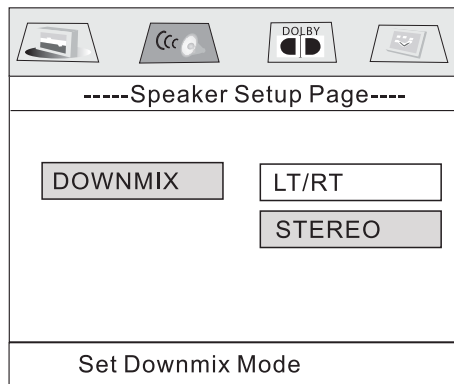 DOLBY
-----Speaker Setup Page----
DOWNMIX
LT/RT
STEREO
Set Downmix Mode